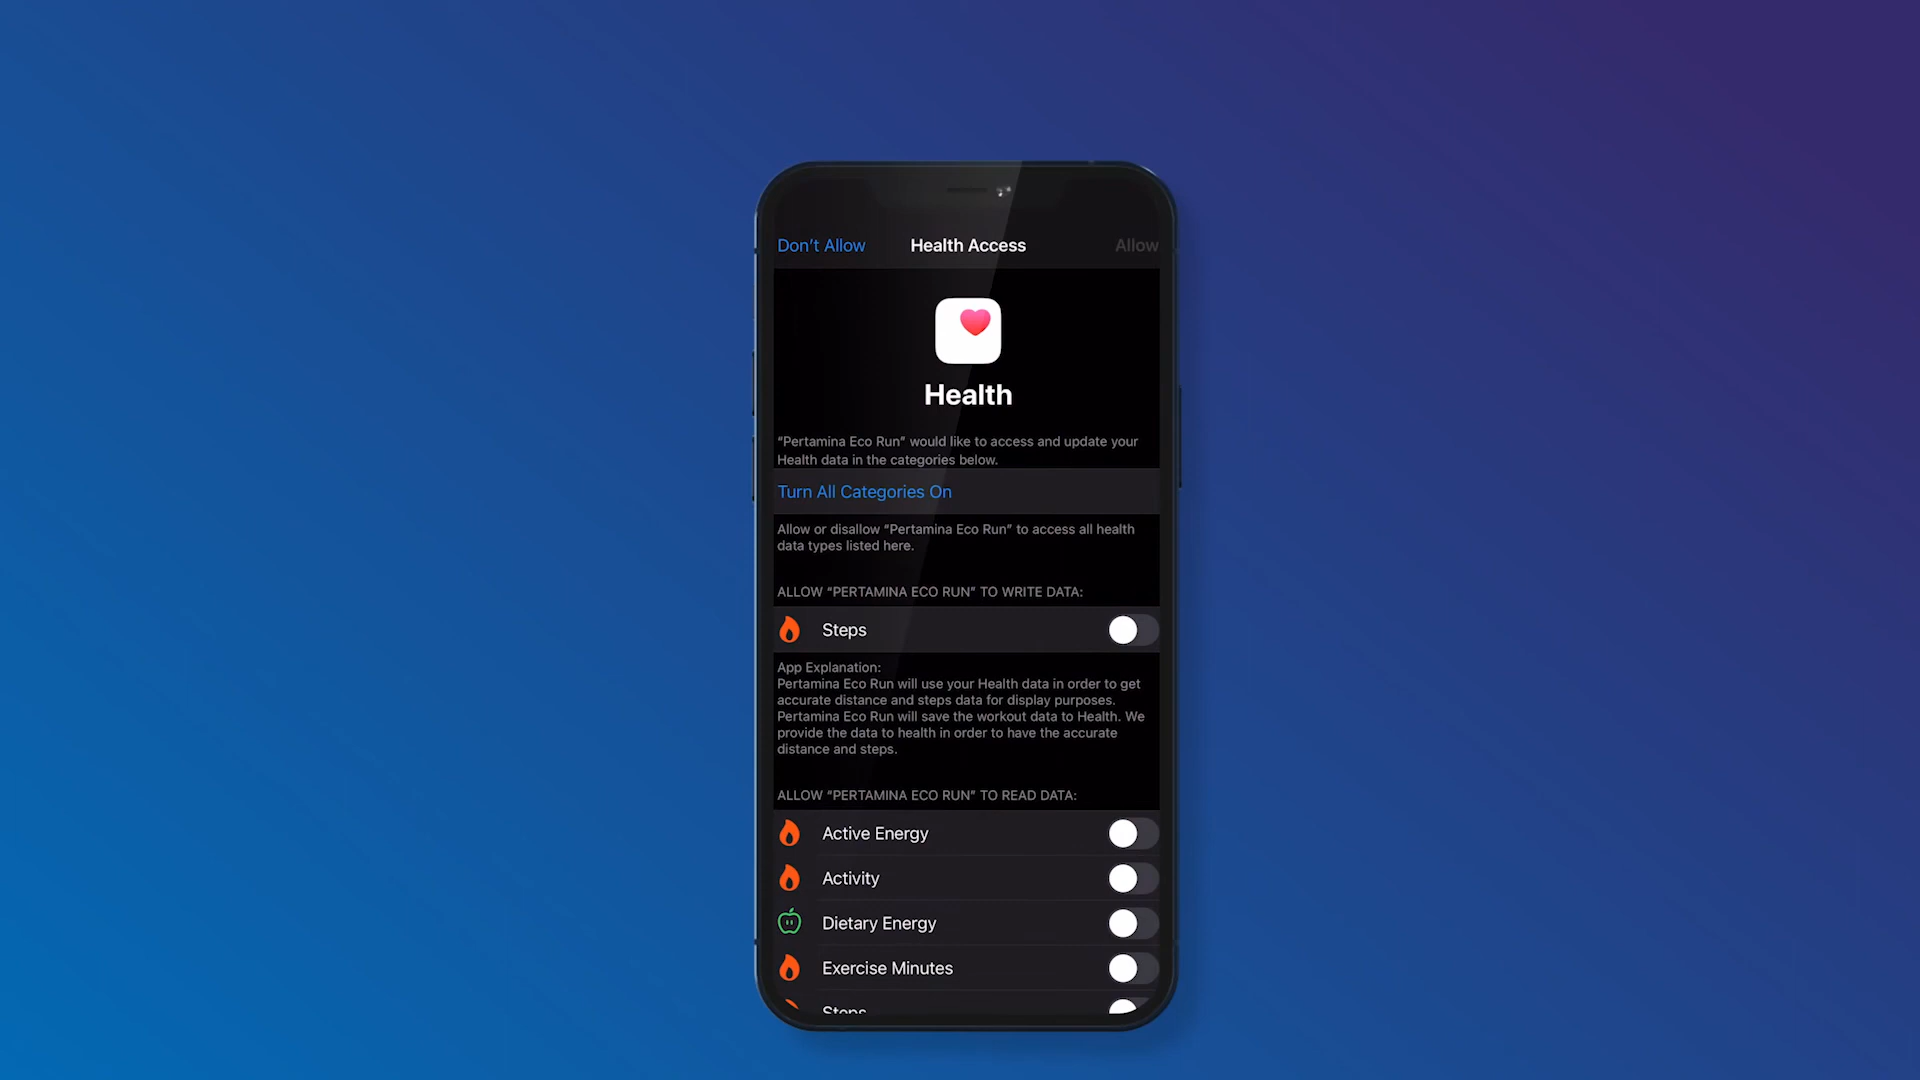 Don't Allow Health Access Allow
Health
“Pertamina Eco Run” would like to access and update your
Health data in the categories below.
Turn All Categories On
Allow or disallow “Pertamina Eco Run” to access all health
data types listed here.
ALLOW “PERTAMINA ECO RUN” TO WRITE DATA:
Steps
App Explanation:
Pertamina Eco Run will use your Health data in order to get
accurate distance and steps data for display purposes.
Pertamina Eco Run will save the workout data to Health. We
provide the data to health in order to have the accurate
distance and steps.
ALLOW “PERTAMINA ECO RUN” TO READ DATA:
Active Energy
Activity
Dietary Energy
Exercise Minutes
Steps